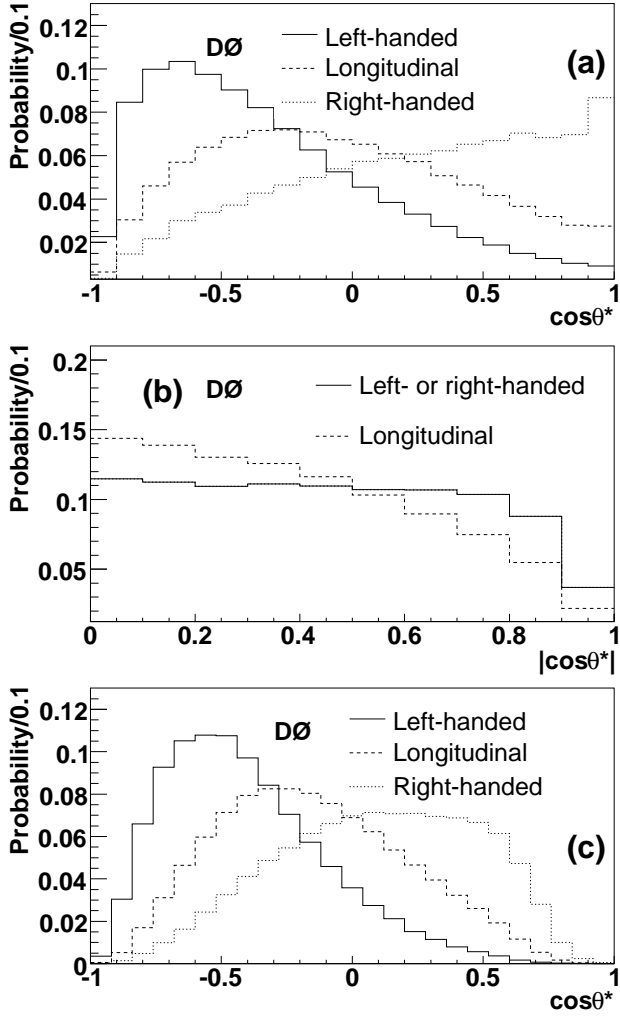 Probability/0.1
0.12
0.1
0.08
0.06
0.04
0.02
DØ
Left-handed
Longitudinal
Right-handed
(a)
-1 -0.5 0 0.5 1
cosθ*
Probability/0.1
0.2
0.15
0.1
0.05
(b)
DØ
Left- or right-handed
Longitudinal
0 0.2 0.4 0.6 0.8 1
|cosθ*|
Probability/0.1
0.12
0.1
0.08
0.06
0.04
0.02
0
DØ
Left-handed
Longitudinal
Right-handed
(c)
-1 -0.5 0 0.5 1
cosθ*